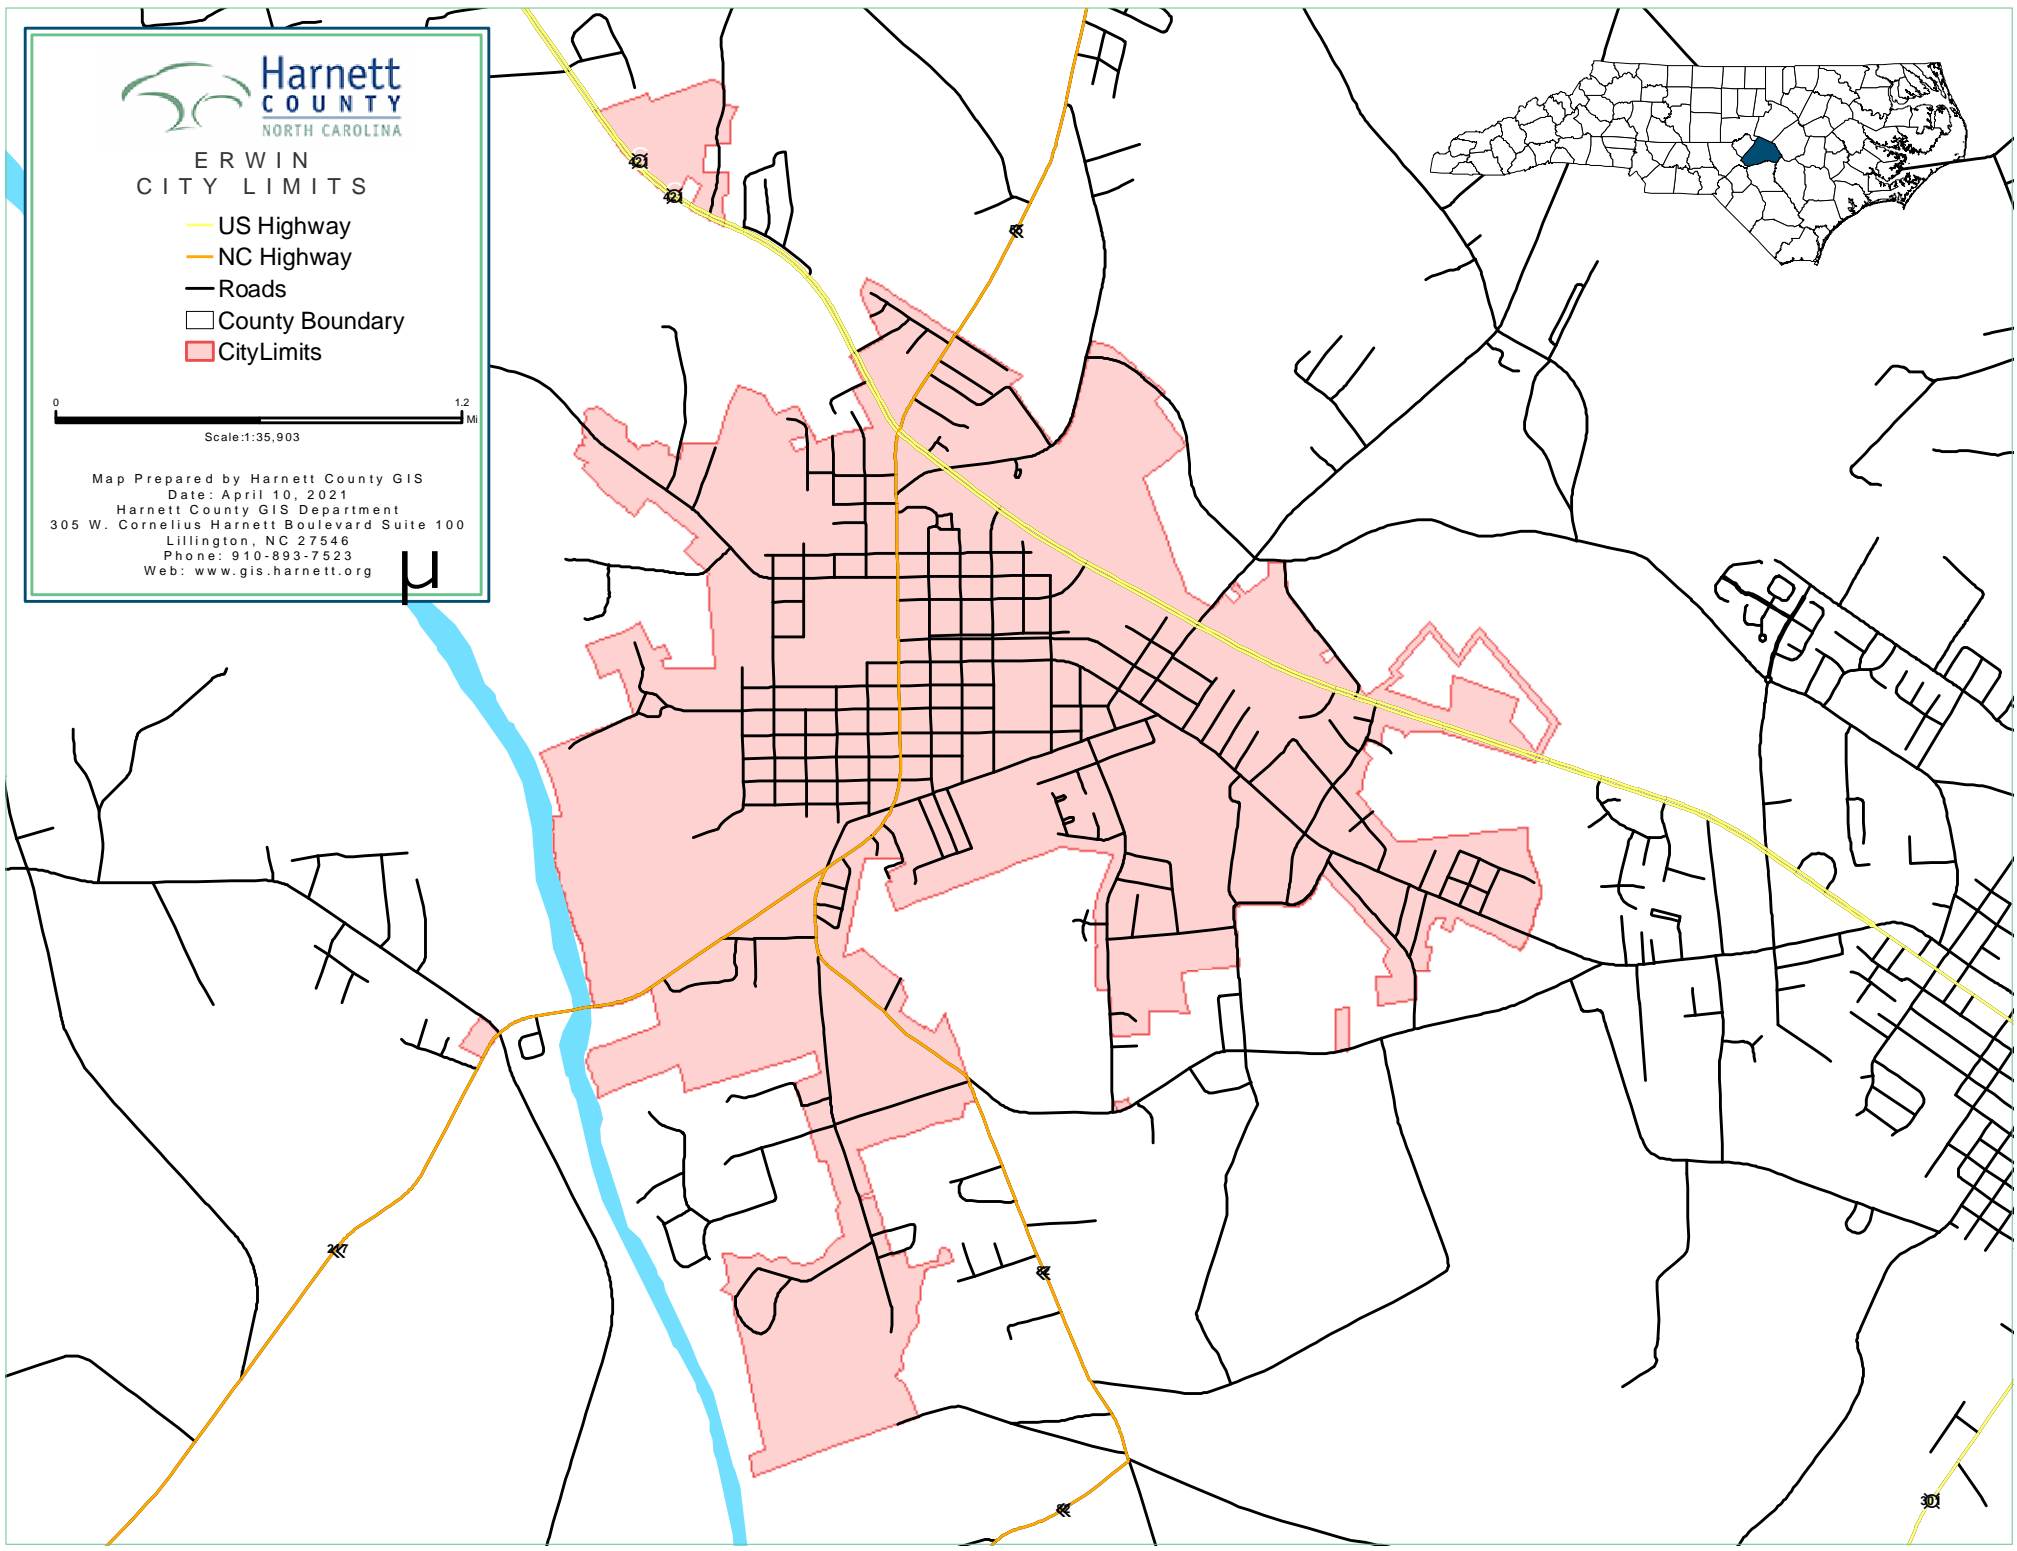 Harnett
COUNTY
NORTH CAROLINA
ERWIN
CITY LIMITS
US Highway
NC Highway
Roads
County Boundary
CityLimits
0 1.2
Mi
Scale:1:35,903
Map Prepared by Harnett County GIS
Date: April 10, 2021
Harnett County GIS Department
305 W. Cornelius Harnett Boulevard Suite 100
Lillington, NC 27546
Phone: 910-893-7523
Web: www.gis.harnett.org
µ
421
421
217
82
82
301